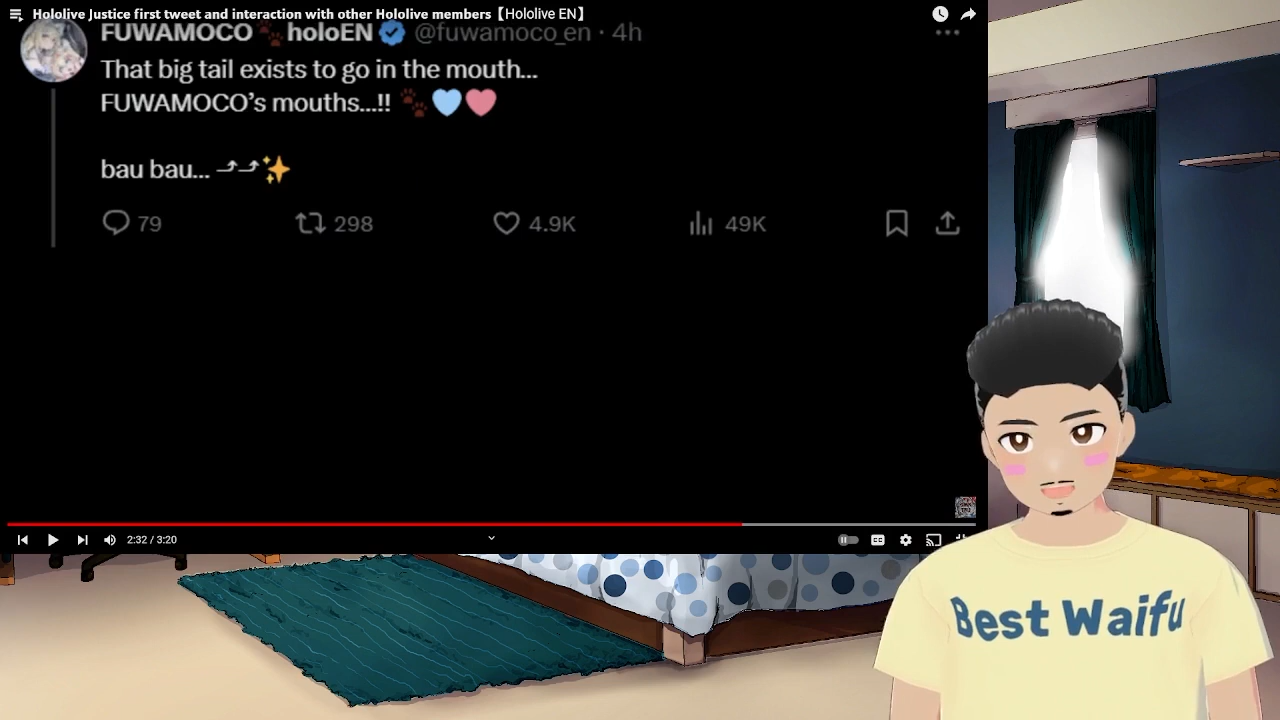 Hololive Justice first tweet and interaction with other Hololive members【Hololive EN】
FUWAMOCO🐾holoEN @fuwamoco_en · 4h
That big tail exists to go in the mouth...
FUWAMOCO's mouths...!! 🐾🩵🩷
bau bau... ⤴⤴✨
79 298 4.9K 49K
2:32 / 3:20
Best Waifu